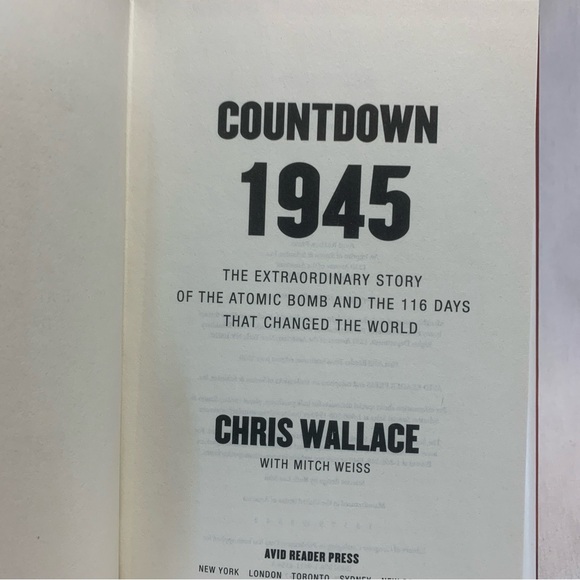 COUNTDOWN
1945
THE EXTRAORDINARY STORY
OF THE ATOMIC BOMB AND THE 116 DAYS
THAT CHANGED THE WORLD
CHRIS WALLACE
WITH MITCH WEISS
AVID READER PRESS
NEW YORK LONDON TORONTO SYDNEY